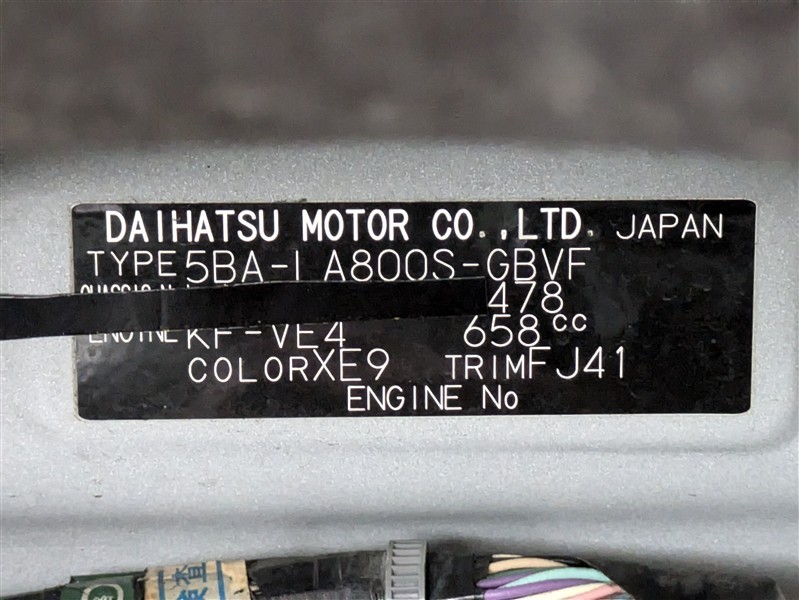 DAIHATSU MOTOR CO.,LTD. JAPAN
TYPE 5BA-LA800S-GBVF
478
ENGINE KF-VE4 658cc
COLOR XE9 TRIM FJ41
ENGINE No